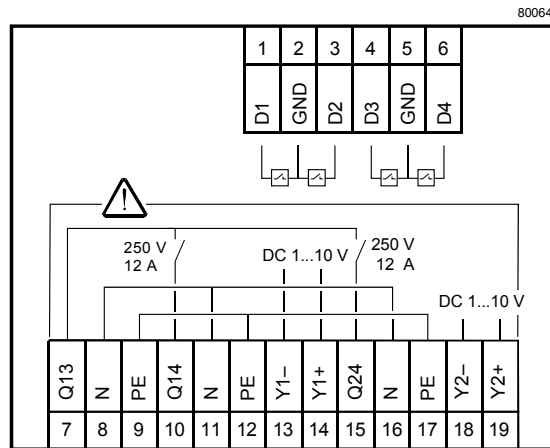 80064
1 2 3 4 5 6
D1 GND D2 D3 GND D4
!
250 V
12 A
DC 1...10 V
250 V
12 A
DC 1...10 V
Q13 N PE Q14 N PE Y1– Y1+ Q24 N PE Y2– Y2+
7 8 9 10 11 12 13 14 15 16 17 18 19